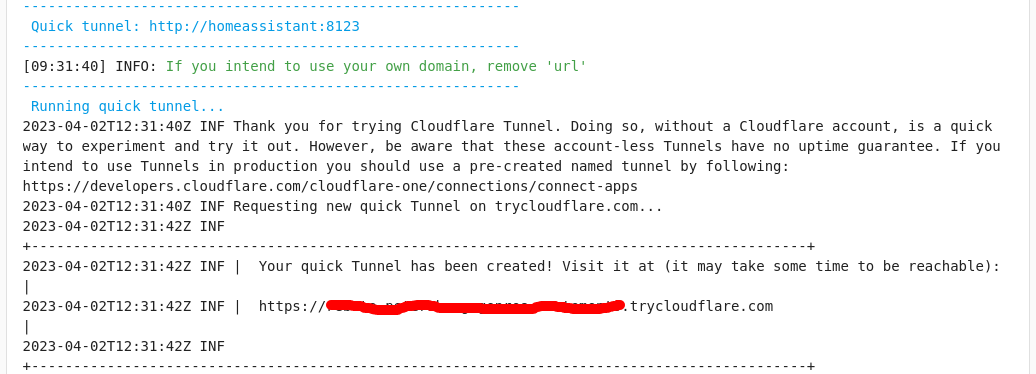 -----------------------------------------------------------
Quick tunnel: http://homeassistant:8123
-----------------------------------------------------------
[09:31:40] INFO: If you intend to use your own domain, remove 'url'
-----------------------------------------------------------
Running quick tunnel...
2023-04-02T12:31:40Z INF Thank you for trying Cloudflare Tunnel. Doing so, without a Cloudflare account, is a quick
way to experiment and try it out. However, be aware that these account-less Tunnels have no uptime guarantee. If you
intend to use Tunnels in production you should use a pre-created named tunnel by following:
https://developers.cloudflare.com/cloudflare-one/connections/connect-apps
2023-04-02T12:31:40Z INF Requesting new quick Tunnel on trycloudflare.com...
2023-04-02T12:31:42Z INF
+--------------------------------------------------------------------------------------------+
2023-04-02T12:31:42Z INF |  Your quick Tunnel has been created! Visit it at (it may take some time to be reachable):
|
2023-04-02T12:31:42Z INF |  https:// .trycloudflare.com
|
2023-04-02T12:31:42Z INF
+--------------------------------------------------------------------------------------------+